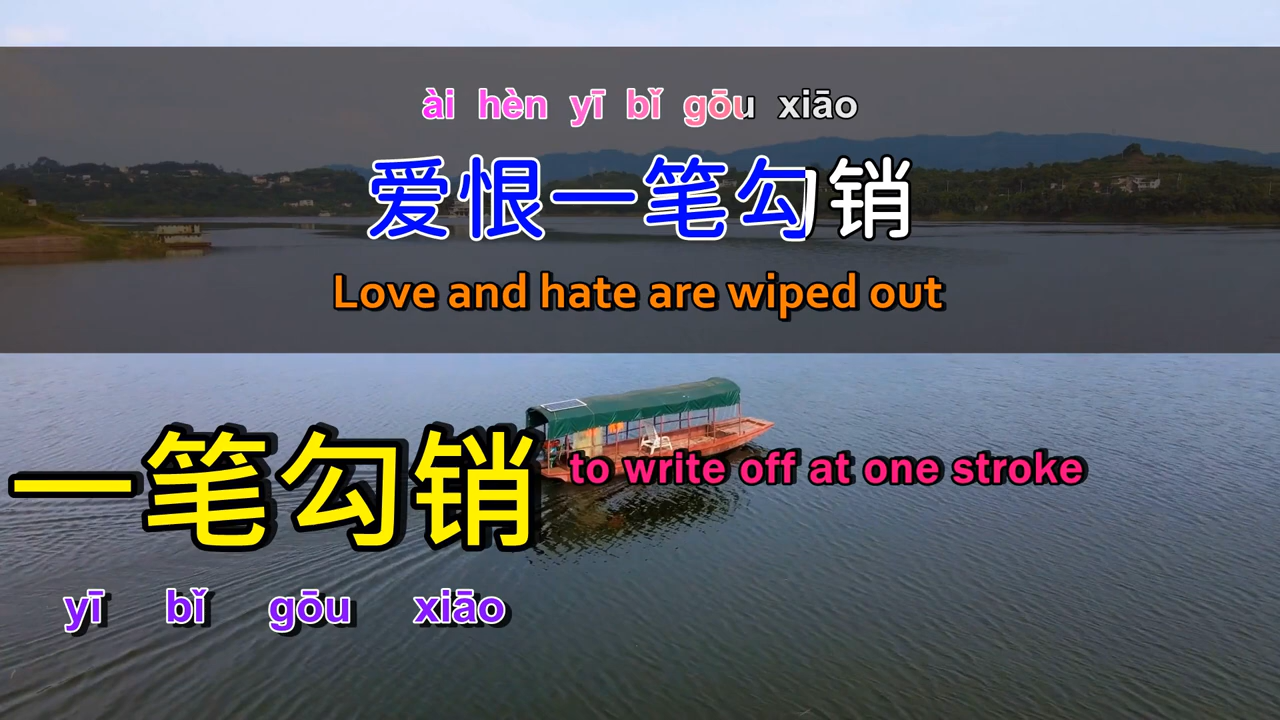 ài hèn yī bǐ gōu xiāo
爱恨一笔勾销
Love and hate are wiped out
一笔勾销 to write off at one stroke
yī bǐ gōu xiāo